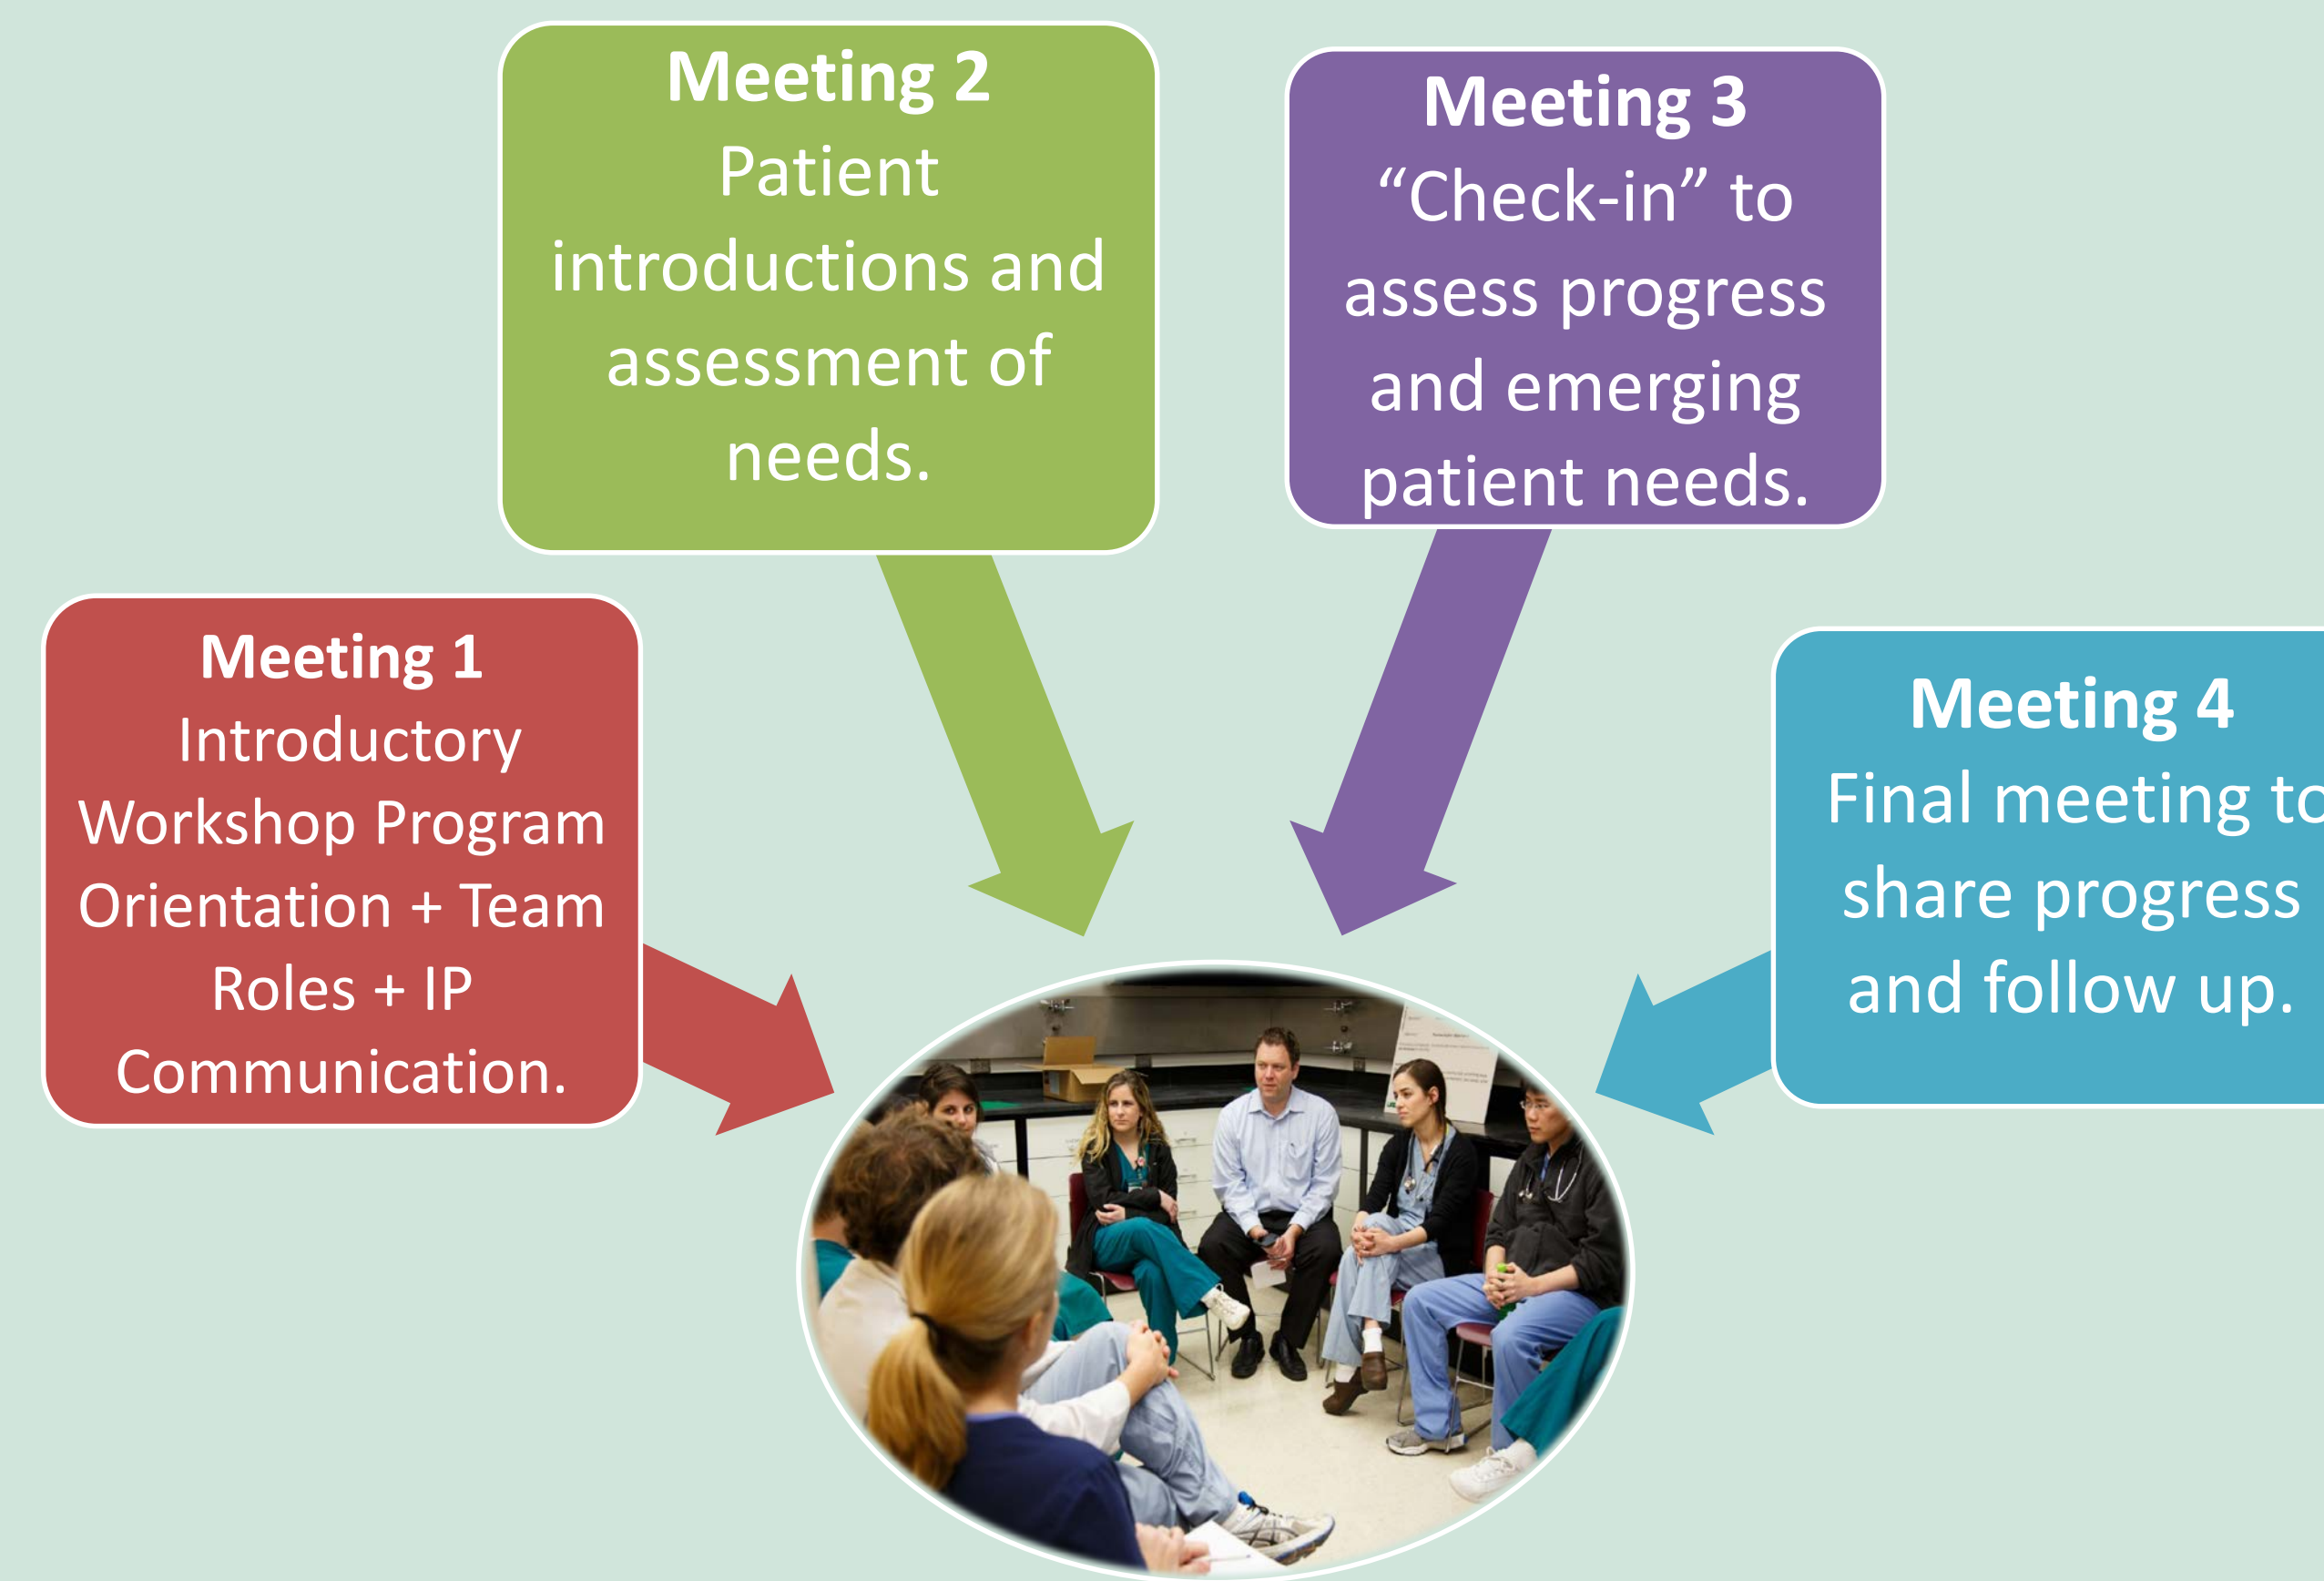 Meeting 1
Introductory
Workshop Program
Orientation + Team
Roles + IP
Communication.
Meeting 2
Patient
introductions and
assessment of
needs.
Meeting 3
“Check-in” to
assess progress
and emerging
patient needs.
Meeting 4
Final meeting to
share progress
and follow up.